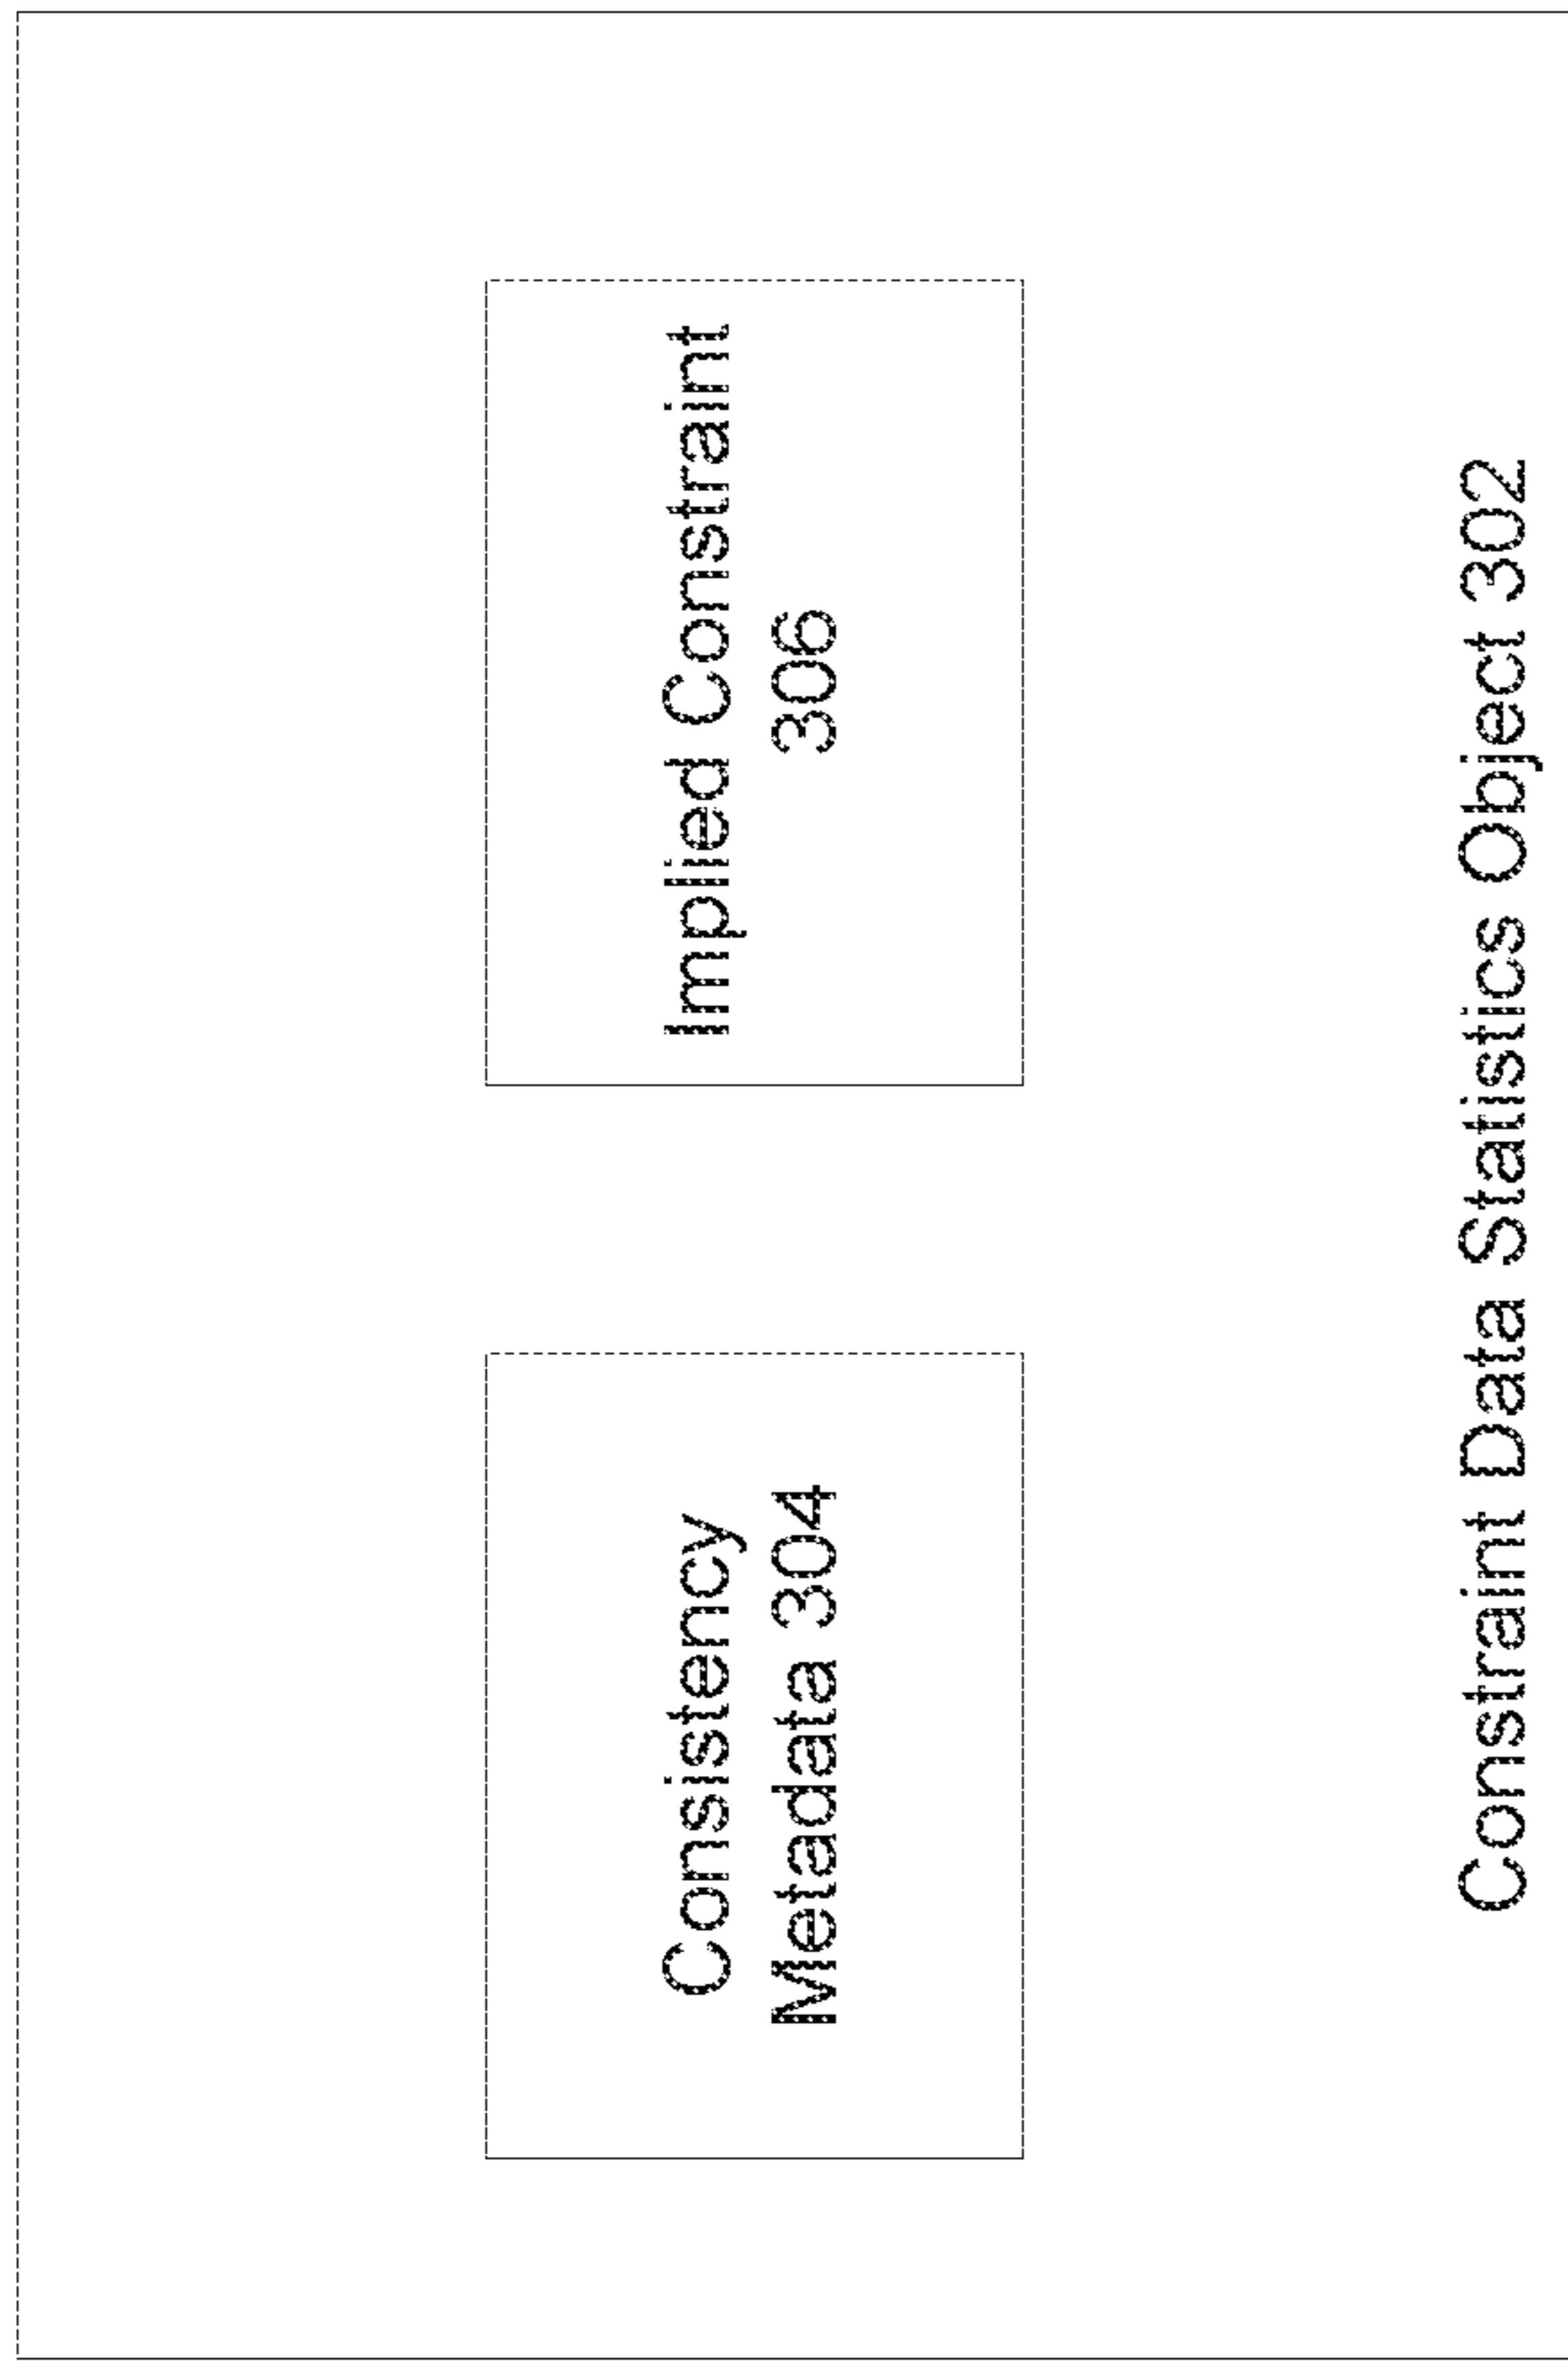 Consistency
Metadata 304
Implied Constraint
306
Constraint Data Statistics Object 302